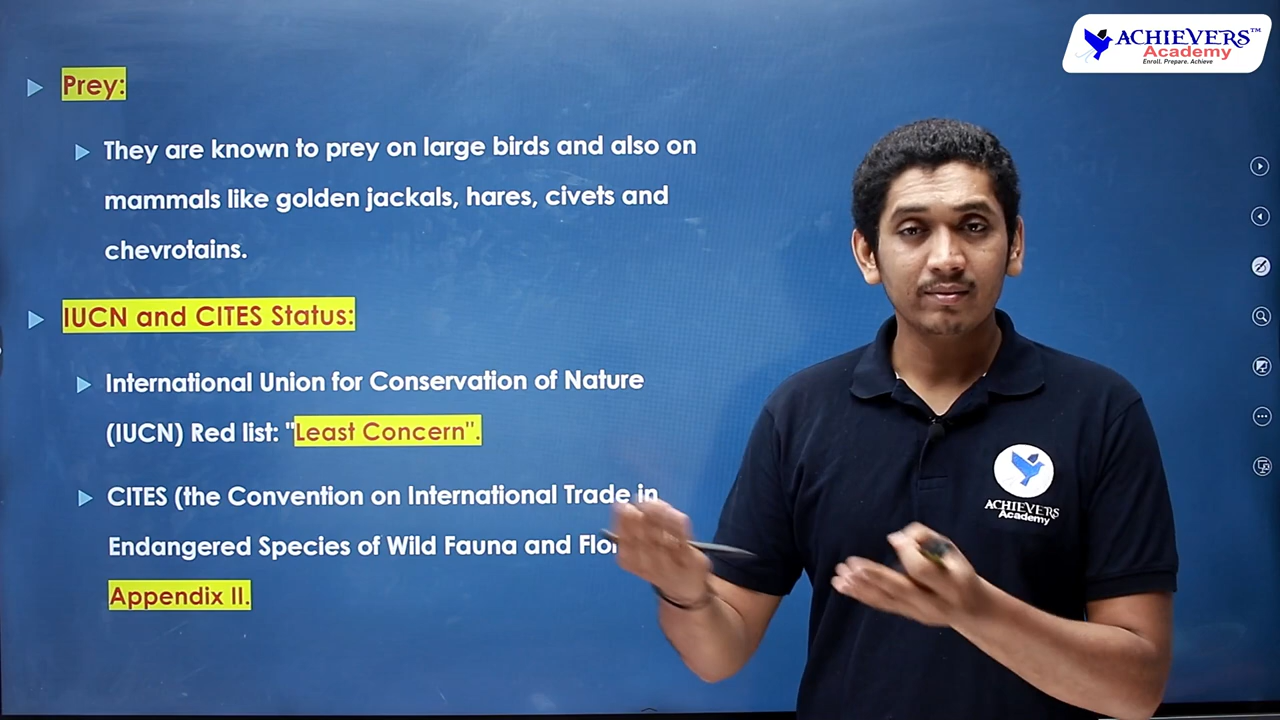 ACHIEVERS™
Academy
Enroll. Prepare. Achieve
Prey:
They are known to prey on large birds and also on
mammals like golden jackals, hares, civets and
chevrotains.
IUCN and CITES Status:
International Union for Conservation of Nature
(IUCN) Red list: "Least Concern".
CITES (the Convention on International Trade in
Endangered Species of Wild Fauna and
Appendix II.
ACHIEVERS
Academy